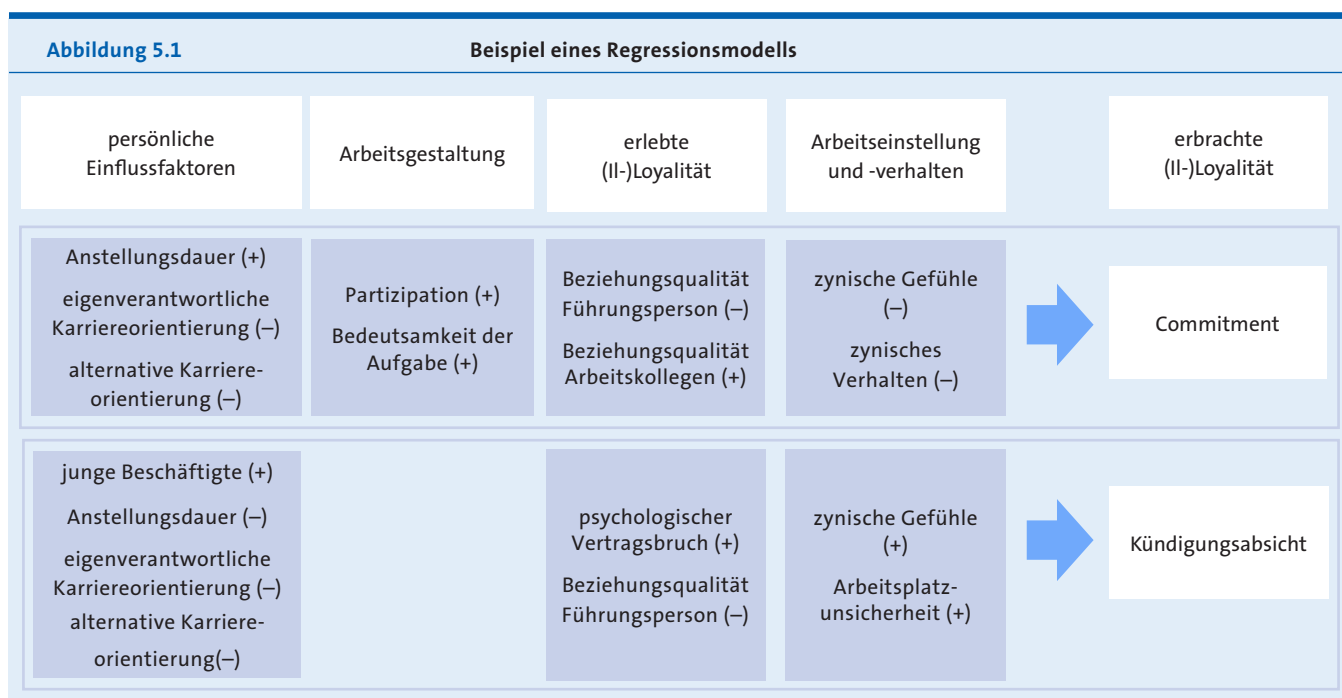 Abbildung 5.1
Beispiel eines Regressionsmodells
persönliche
Einflussfaktoren
Arbeitsgestaltung
erlebte
(Il-)Loyalität
Arbeitseinstellung
und -verhalten
erbrachte
(Il-)Loyalität
Anstellungsdauer (+)
eigenverantwortliche
Karriereorientierung (–)
alternative Karriere-
orientierung (–)
Partizipation (+)
Bedeutsamkeit der
Aufgabe (+)
Beziehungsqualität
Führungsperson (–)
Beziehungsqualität
Arbeitskollegen (+)
zynische Gefühle
(–)
zynisches
Verhalten (–)
Commitment
junge Beschäftigte (+)
Anstellungsdauer (–)
eigenverantwortliche
Karriereorientierung (–)
alternative Karriere-
orientierung(–)
psychologischer
Vertragsbruch (+)
Beziehungsqualität
Führungsperson (–)
zynische Gefühle
(+)
Arbeitsplatz-
unsicherheit (+)
Kündigungsabsicht